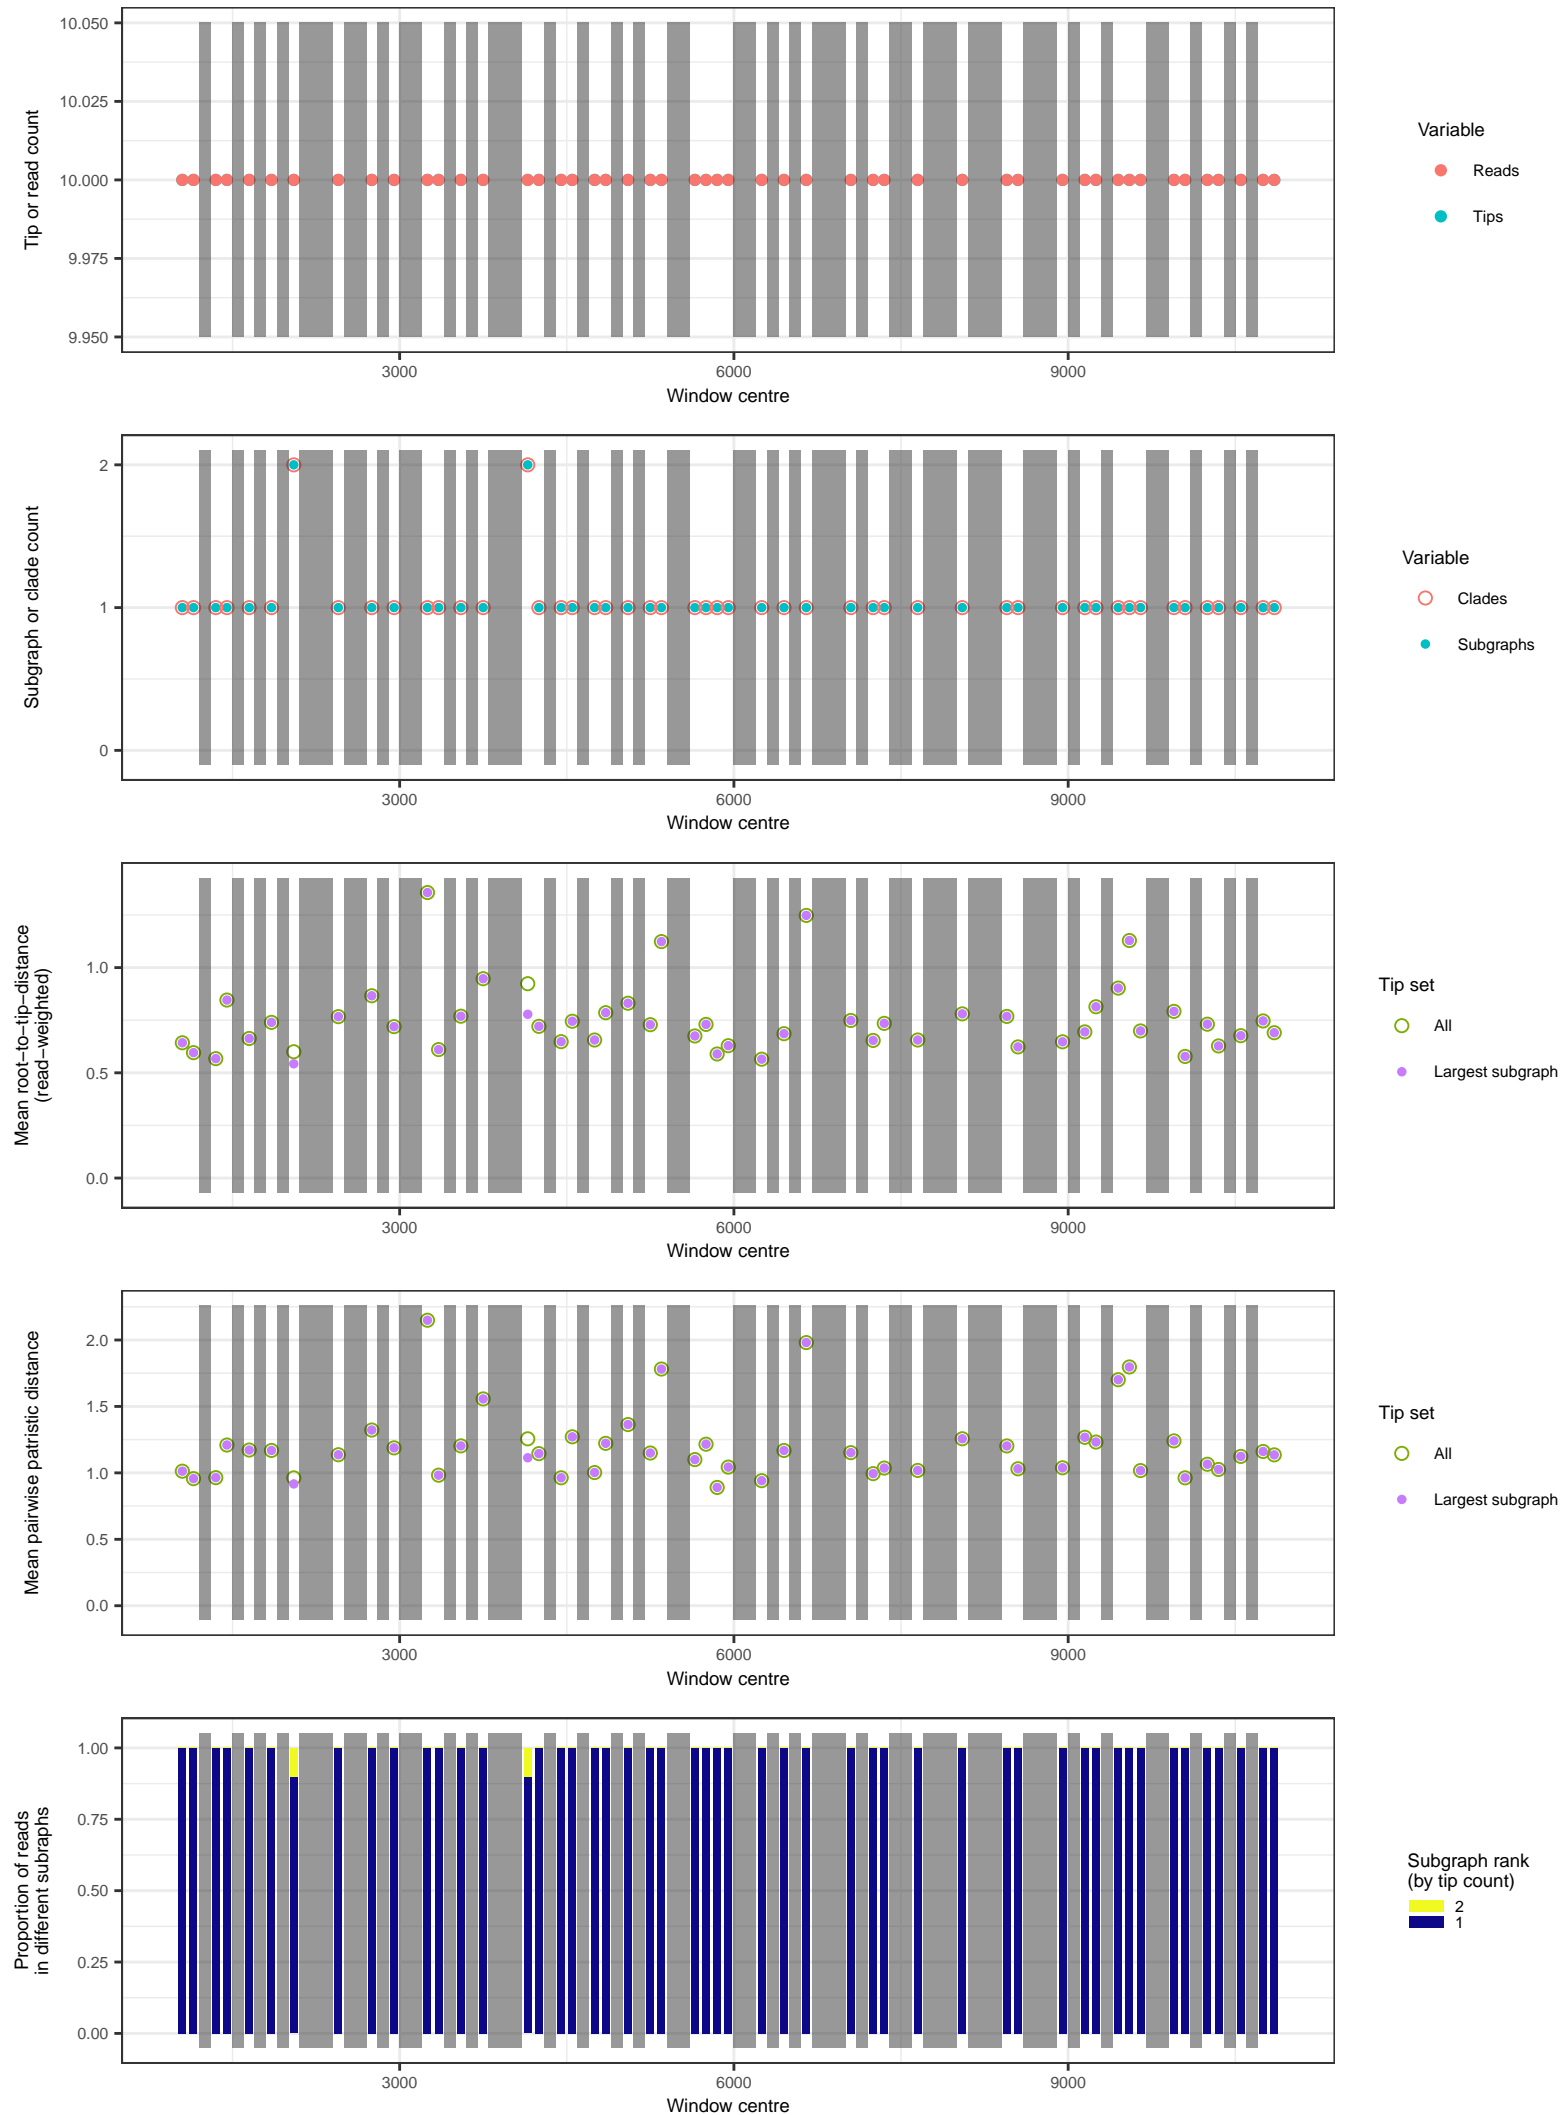 10.050
10.025
10.000
9.975
9.950
Tip or read count
3000 6000 9000
Window centre
Variable
Reads
Tips
2
1
0
Subgraph or clade count
3000 6000 9000
Window centre
Variable
Clades
Subgraphs
1.0
0.5
0.0
Mean root−to−tip−distance
(read−weighted)
3000 6000 9000
Window centre
Tip set
All
Largest subgraph
2.0
1.5
1.0
0.5
0.0
Mean pairwise patristic distance
3000 6000 9000
Window centre
Tip set
All
Largest subgraph
1.00
0.75
0.50
0.25
0.00
Proportion of reads
in different subraphs
3000 6000 9000
Window centre
Subgraph rank
(by tip count)
2
1